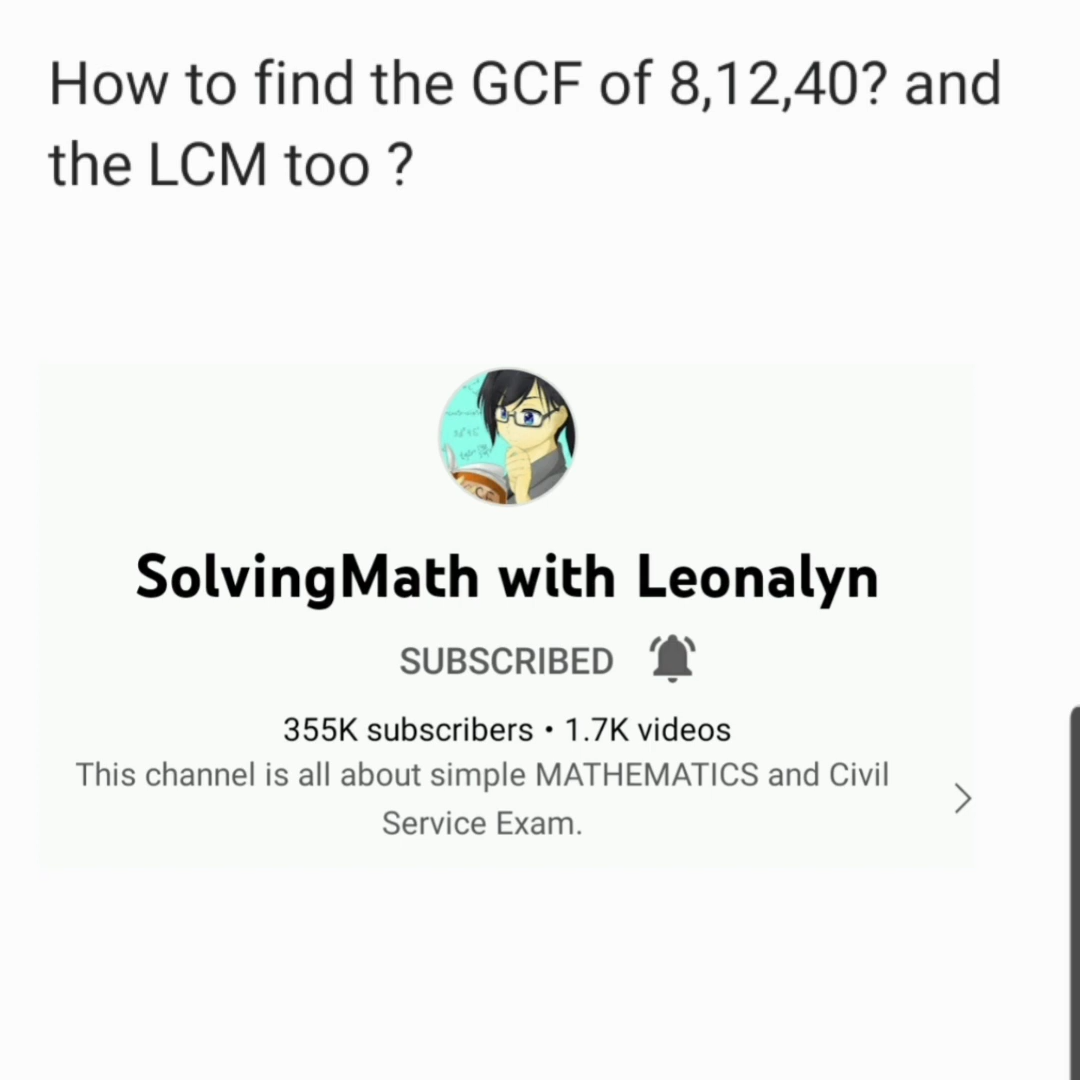 How to find the GCF of 8,12,40? and
the LCM too ?
SolvingMath with Leonalyn
SUBSCRIBED
355K subscribers • 1.7K videos
This channel is all about simple MATHEMATICS and Civil
Service Exam.